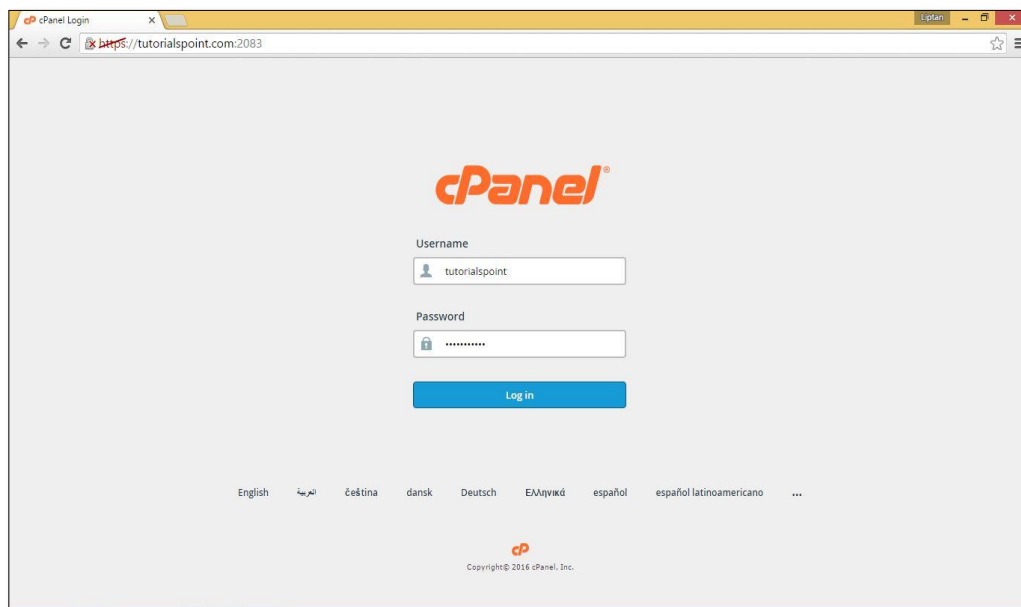 cPanel Login
Liptan
https://tutorialspoint.com:2083
cPanel®
Username
tutorialspoint
Password
•••••••••••
Log in
English العربية čeština dansk Deutsch Ελληνικά español español latinoamericano ...
cP
Copyright© 2016 cPanel, Inc.